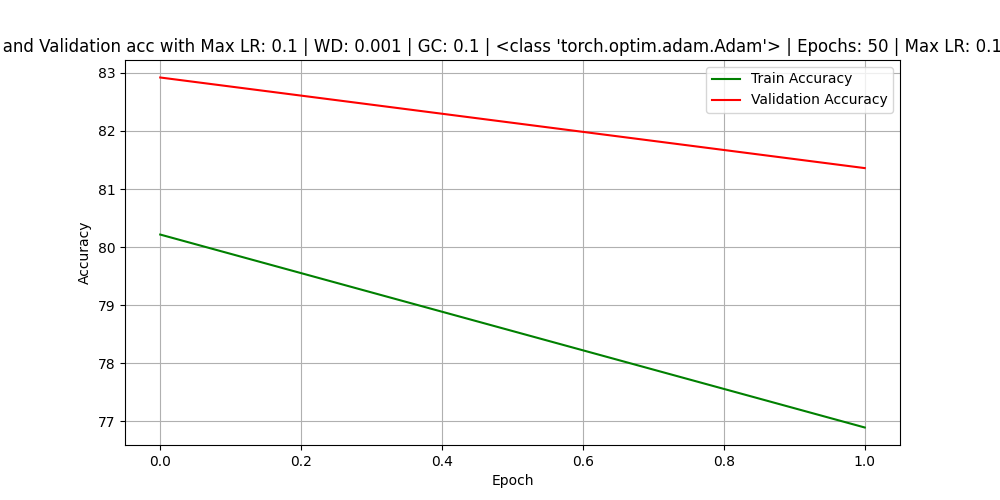 and Validation acc with Max LR: 0.1 | WD: 0.001 | GC: 0.1 | <class 'torch.optim.adam.Adam'> | Epochs: 50 | Max LR: 0.1
Train Accuracy
Validation Accuracy
83
82
81
80
79
78
77
Accuracy
0.0 0.2 0.4 0.6 0.8 1.0
Epoch